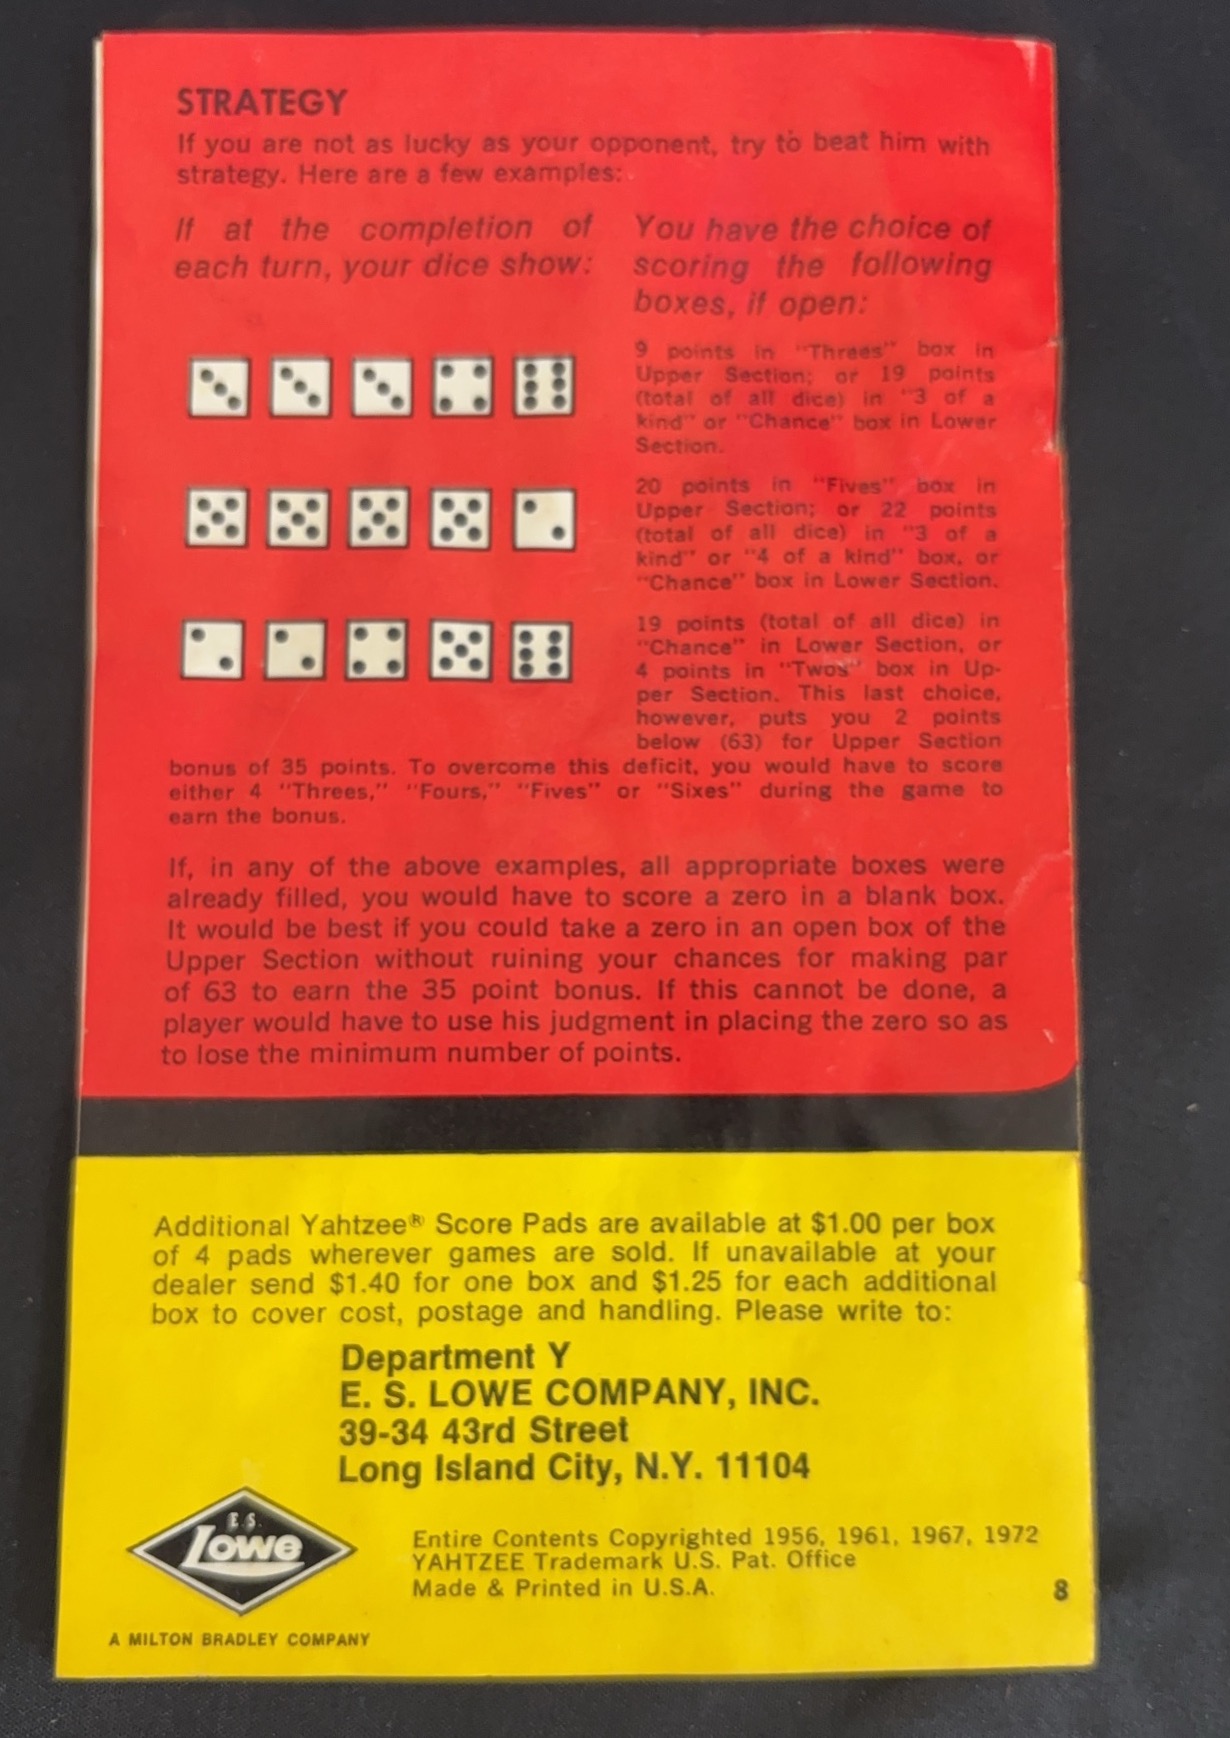 STRATEGY
If you are not as lucky as your opponent, try to beat him with
strategy. Here are a few examples:
If at the completion of
each turn, your dice show:
You have the choice of
scoring the following
boxes, if open:
9 points in "Threes" box in
Upper Section; or 19 points
(total of all dice) in "3 of a
kind" or "Chance" box in Lower
Section.
20 points in "Fives" box in
Upper Section; or 22 points
(total of all dice) in "3 of a
kind" or "4 of a kind" box, or
"Chance" box in Lower Section.
19 points (total of all dice) in
"Chance" in Lower Section, or
4 points in "Twos" box in Up-
per Section. This last choice,
however, puts you 2 points
below (63) for Upper Section
bonus of 35 points. To overcome this deficit, you would have to score
either 4 "Threes," "Fours," "Fives" or "Sixes" during the game to
earn the bonus.
If, in any of the above examples, all appropriate boxes were
already filled, you would have to score a zero in a blank box.
It would be best if you could take a zero in an open box of the
Upper Section without ruining your chances for making par
of 63 to earn the 35 point bonus. If this cannot be done, a
player would have to use his judgment in placing the zero so as
to lose the minimum number of points.
Additional Yahtzee® Score Pads are available at $1.00 per box
of 4 pads wherever games are sold. If unavailable at your
dealer send $1.40 for one box and $1.25 for each additional
box to cover cost, postage and handling. Please write to:
Department Y
E. S. LOWE COMPANY, INC.
39-34 43rd Street
Long Island City, N.Y. 11104
E. S.
Lowe
A MILTON BRADLEY COMPANY
Entire Contents Copyrighted 1956, 1961, 1967, 1972
YAHTZEE Trademark U.S. Pat. Office
Made & Printed in U.S.A.
8